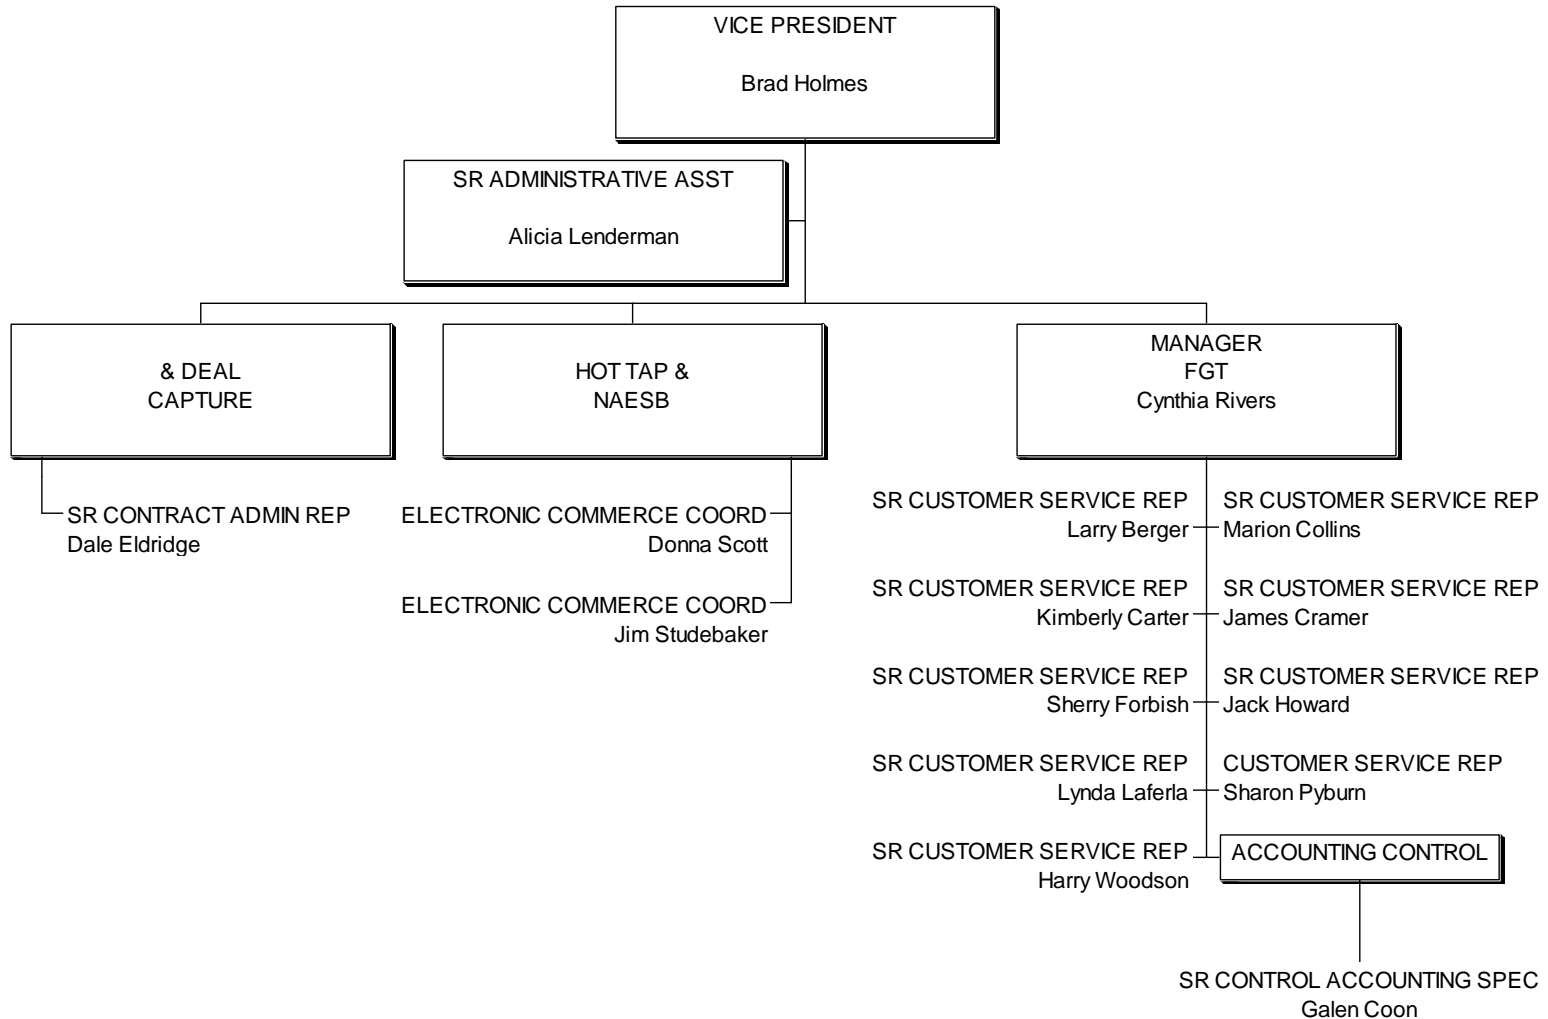 VICE PRESIDENT
Brad Holmes
SR ADMINISTRATIVE ASST
Alicia Lenderman
& DEAL
CAPTURE
HOT TAP &
NAESB
MANAGER
FGT
Cynthia Rivers
SR CONTRACT ADMIN REP
Dale Eldridge
ELECTRONIC COMMERCE COORD
Donna Scott
ELECTRONIC COMMERCE COORD
Jim Studebaker
SR CUSTOMER SERVICE REP
Larry Berger
SR CUSTOMER SERVICE REP
Marion Collins
SR CUSTOMER SERVICE REP
Kimberly Carter
SR CUSTOMER SERVICE REP
James Cramer
SR CUSTOMER SERVICE REP
Sherry Forbish
SR CUSTOMER SERVICE REP
Jack Howard
SR CUSTOMER SERVICE REP
Lynda Laferla
CUSTOMER SERVICE REP
Sharon Pyburn
SR CUSTOMER SERVICE REP
Harry Woodson
ACCOUNTING CONTROL
SR CONTROL ACCOUNTING SPEC
Galen Coon